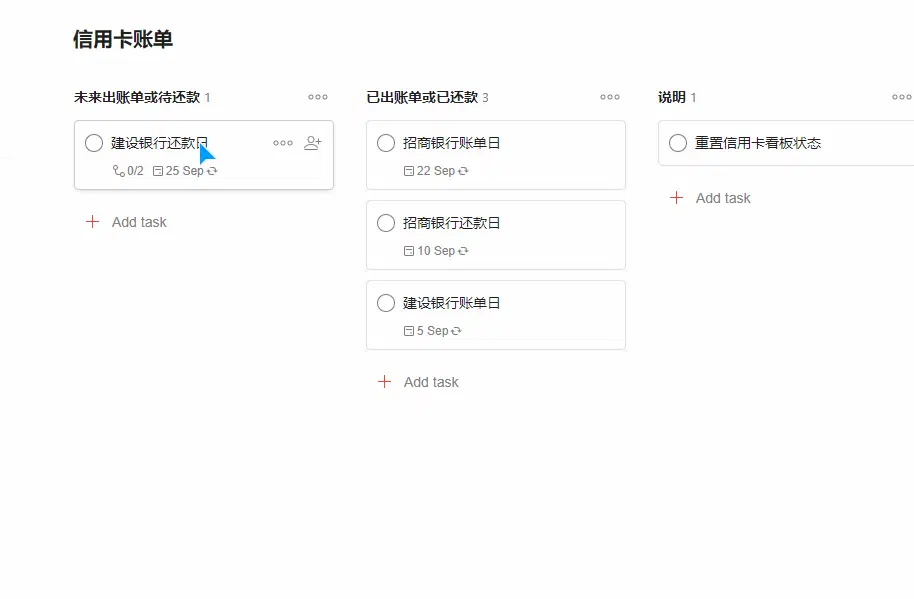 信用卡账单
未来出账单或待还款 1
建设银行还款日
0/2 25 Sep
Add task
已出账单或已还款 3
招商银行账单日
22 Sep
招商银行还款日
10 Sep
建设银行账单日
5 Sep
Add task
说明 1
重置信用卡看板状态
Add task